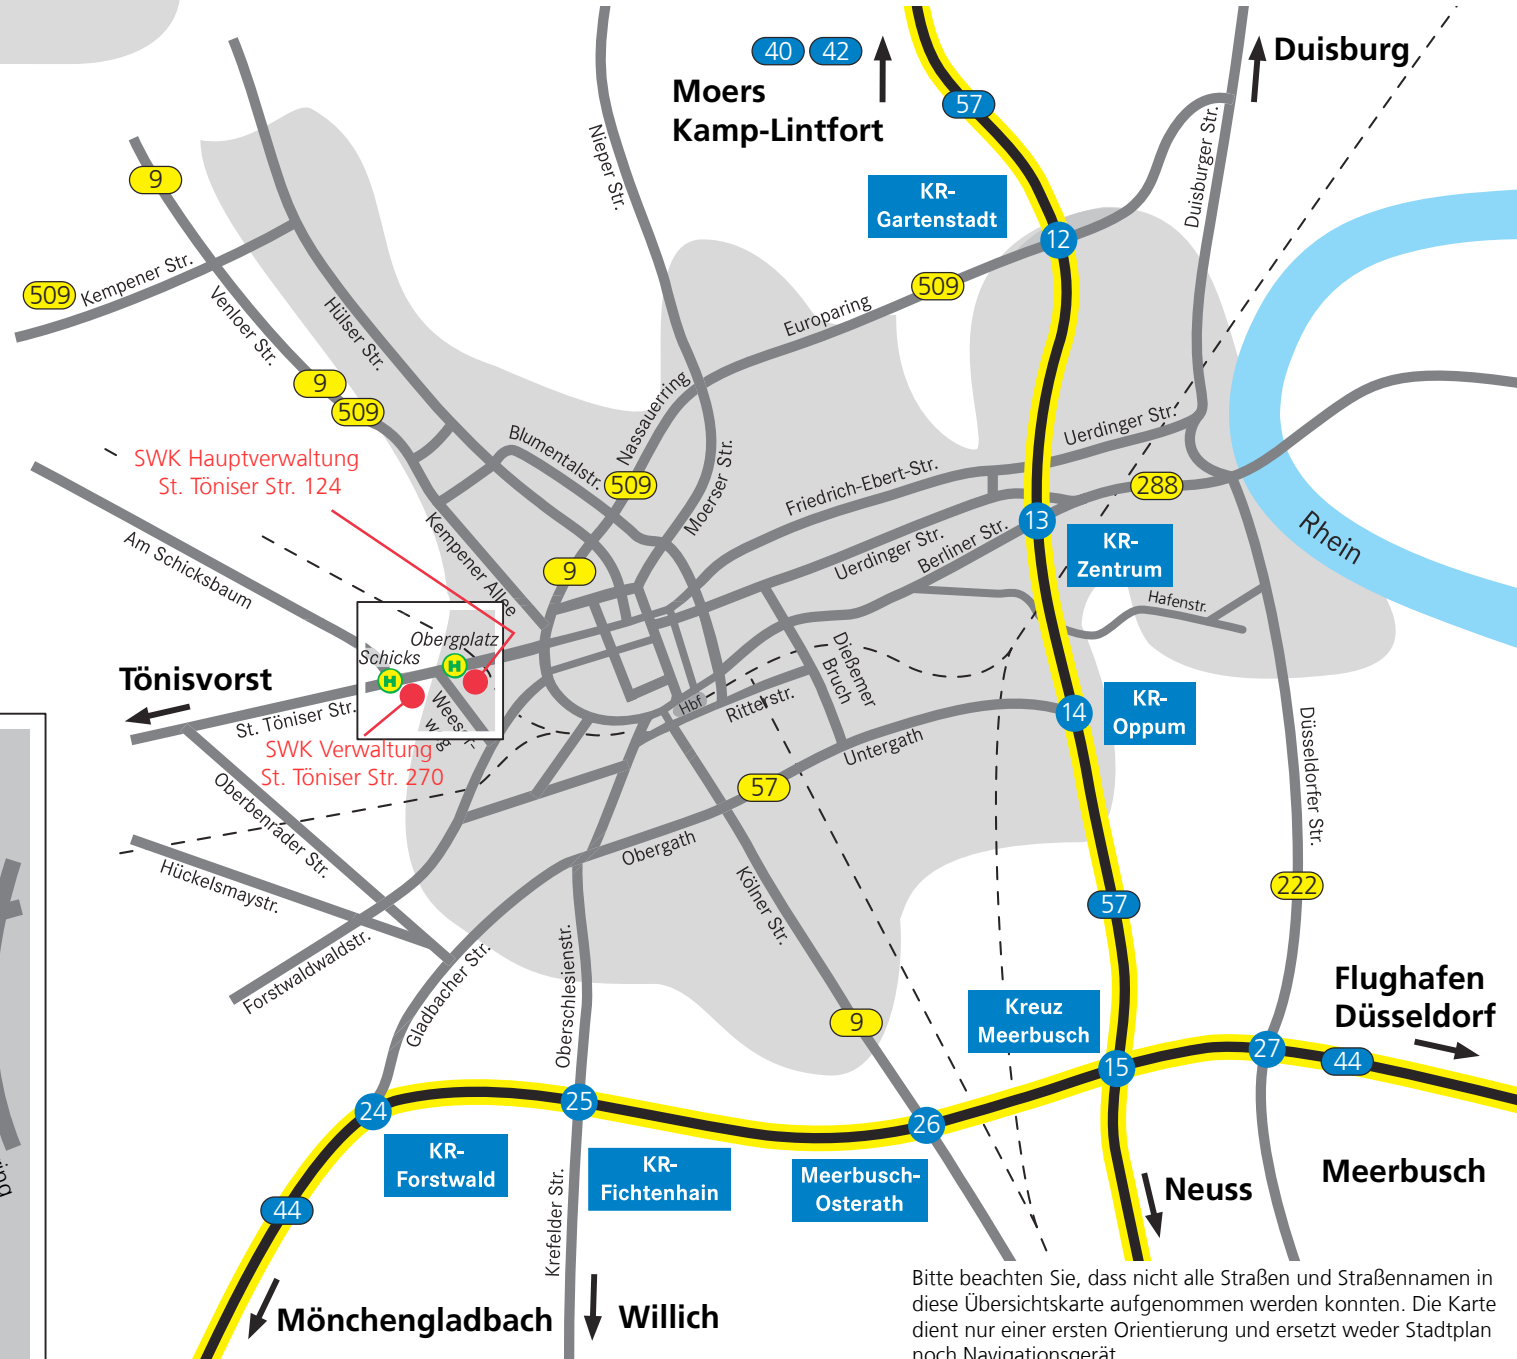 40 42
Moers
Kamp-Lintfort
57
Duisburg
Nieper Str.
Duisburger Str.
9
KR-
Gartenstadt
12
509
Kempener Str.
509
Europaring
Venloer Str.
Hülser Str.
9
509
Nassauerring
Blumentalstr.
509
Moerser Str.
Uerdinger Str.
Friedrich-Ebert-Str.
288
SWK Hauptverwaltung
St. Töniser Str. 124
Kempener Allee
13
KR-
Zentrum
Rhein
Uerdinger Str.
Berliner Str.
9
Am Schicksbaum
Hafenstr.
Obergplatz
Schicks
H
H
Dießemer
Bruch
Tönisvorst
St. Töniser Str.
Hbf
Ritterstr.
14
KR-
Oppum
Untergath
Düsseldorfer Str.
SWK Verwaltung
St. Töniser Str. 270
57
Oberbenrader Str.
Obergath
Hückelsmaystr.
Kölner Str.
57
222
Forstwaldwaldstr.
Gladbacher Str.
Oberschlesienstr.
9
Kreuz
Meerbusch
Flughafen
Düsseldorf
15
27
44
24
25
26
KR-
Forstwald
KR-
Fichtenhain
Meerbusch-
Osterath
Neuss
Meerbusch
44
Krefelder Str.
Mönchengladbach
Willich
Bitte beachten Sie, dass nicht alle Straßen und Straßennamen in
diese Übersichtskarte aufgenommen werden konnten. Die Karte
dient nur einer ersten Orientierung und ersetzt weder Stadtplan
noch Navigationsgerät